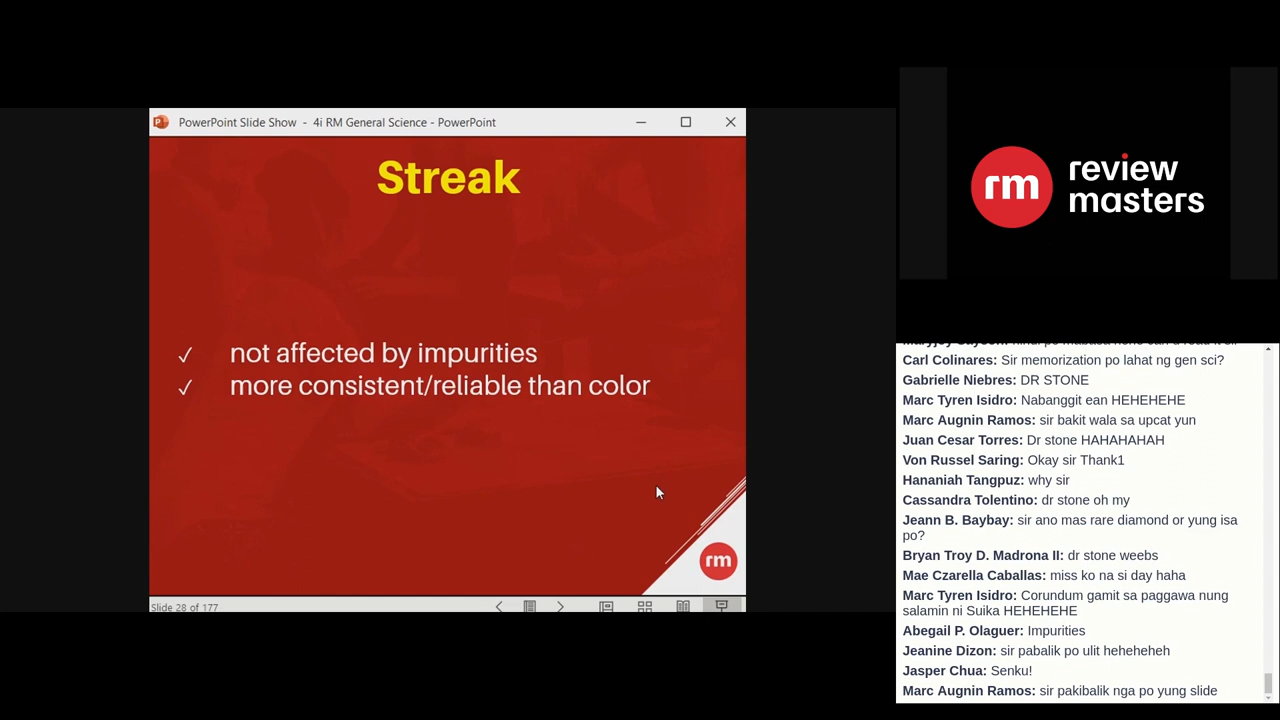 PowerPoint Slide Show - 4i RM General Science - PowerPoint
Streak
✓ not affected by impurities
✓ more consistent/reliable than color
rm
Slide 28 of 177
rm review
masters
Carl Colinares: Sir memorization po lahat ng gen sci?
Gabrielle Niebres: DR STONE
Marc Tyren Isidro: Nabanggit ean HEHEHEHE
Marc Augnin Ramos: sir bakit wala sa upcat yun
Juan Cesar Torres: Dr stone HAHAHAHAH
Von Russel Saring: Okay sir Thank1
Hananiah Tangpuz: why sir
Cassandra Tolentino: dr stone oh my
Jeann B. Baybay: sir ano mas rare diamond or yung isa
po?
Bryan Troy D. Madrona II: dr stone weebs
Mae Czarella Caballas: miss ko na si day haha
Marc Tyren Isidro: Corundum gamit sa paggawa nung
salamin ni Suika HEHEHEHE
Abegail P. Olaguer: Impurities
Jeanine Dizon: sir pabalik po ulit heheheheh
Jasper Chua: Senku!
Marc Augnin Ramos: sir pakibalik nga po yung slide